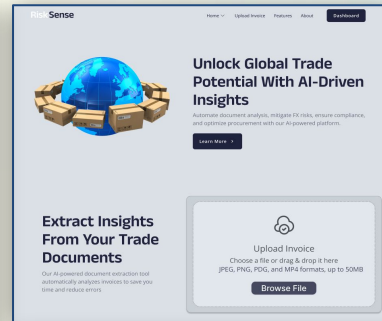 RiskSense
Home Upload Invoice Features About Dashboard
Unlock Global Trade
Potential With AI-Driven
Insights
Automate document analysis, mitigate FX risks, ensure compliance,
and optimize procurement with our AI-powered platform.
Learn More >
Extract Insights
From Your Trade
Documents
Our AI-powered document extraction tool
automatically analyzes invoices to save you
time and reduce errors.
Upload Invoice
Choose a file or drag & drop it here
JPEG, PNG, PDG, and MP4 formats, up to 50MB
Browse File